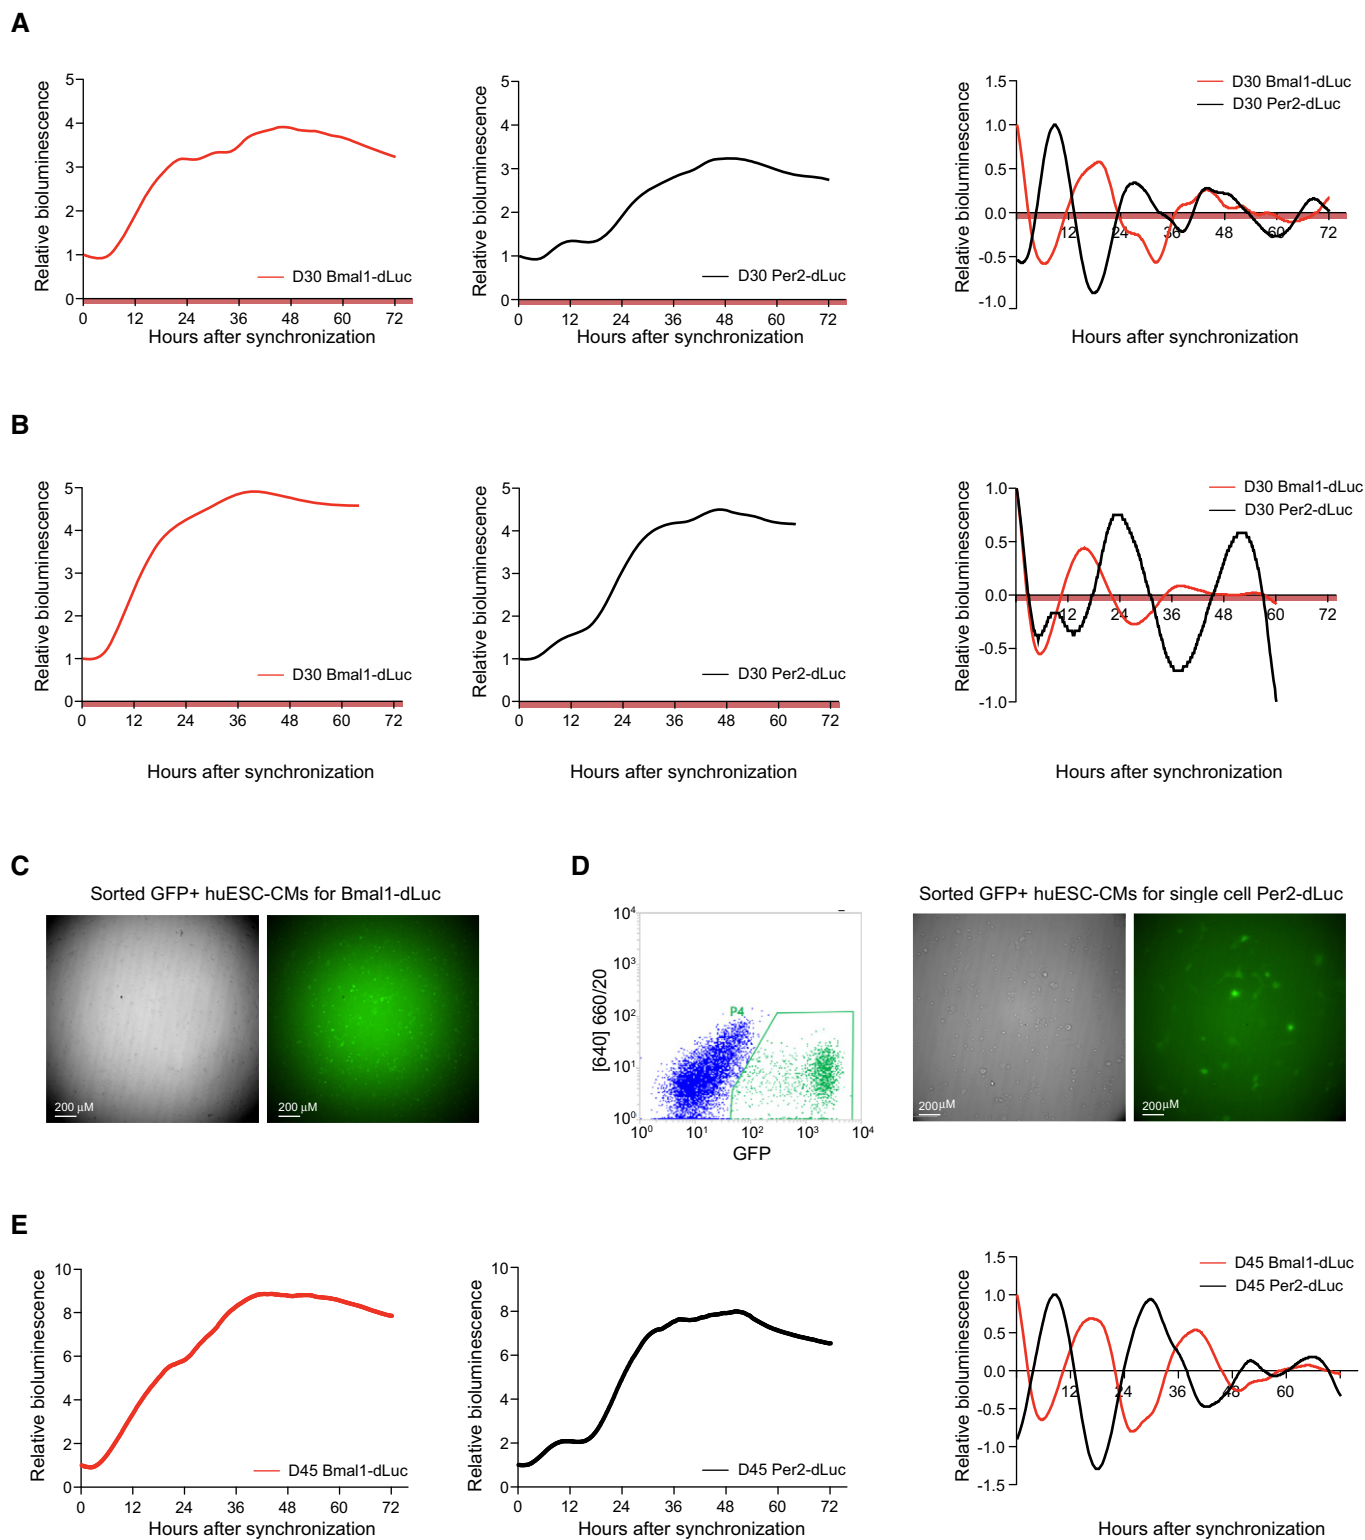 A
Relative bioluminescence
5
4
3
2
1
0
D30 Bmal1-dLuc
0 12 24 36 48 60 72
Hours after synchronization
Relative bioluminescence
5
4
3
2
1
0
D30 Per2-dLuc
0 12 24 36 48 60 72
Hours after synchronization
Relative bioluminescence
1.5
1.0
0.5
0.0
-0.5
-1.0
D30 Bmal1-dLuc
D30 Per2-dLuc
12 24 36 48 60 72
Hours after synchronization
B
Relative bioluminescence
5
4
3
2
1
0
D30 Bmal1-dLuc
0 12 24 36 48 60 72
Hours after synchronization
Relative bioluminescence
5
4
3
2
1
0
D30 Per2-dLuc
0 12 24 36 48 60 72
Hours after synchronization
Relative bioluminescence
1.0
0.5
0.0
-0.5
-1.0
D30 Bmal1-dLuc
D30 Per2-dLuc
12 24 36 48 60 72
Hours after synchronization
C
Sorted GFP+ huESC-CMs for Bmal1-dLuc
200 μM
200 μM
D
[640] 660/20
10⁴
10³
10²
10¹
10⁰
P4
10⁰ 10¹ 10² 10³ 10⁴
GFP
Sorted GFP+ huESC-CMs for single cell Per2-dLuc
200μM
200μM
E
Relative bioluminescence
10
8
6
4
2
0
D45 Bmal1-dLuc
0 12 24 36 48 60 72
Hours after synchronization
Relative bioluminescence
10
8
6
4
2
0
D45 Per2-dLuc
0 12 24 36 48 60 72
Hours after synchronization
Relative bioluminescence
1.5
1.0
0.5
0.0
-0.5
-1.0
-1.5
D45 Bmal1-dLuc
D45 Per2-dLuc
12 24 36 48 60
Hours after synchronization